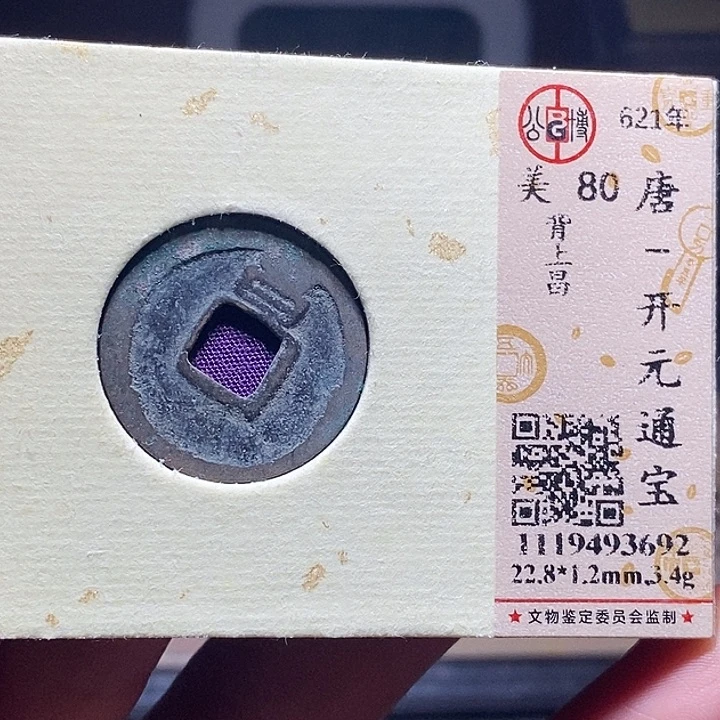 公G博
621年
美 80
唐一开元通宝
背上昌
1119493692
22.8*1.2mm,3.4g
★文物鉴定委员会监制★